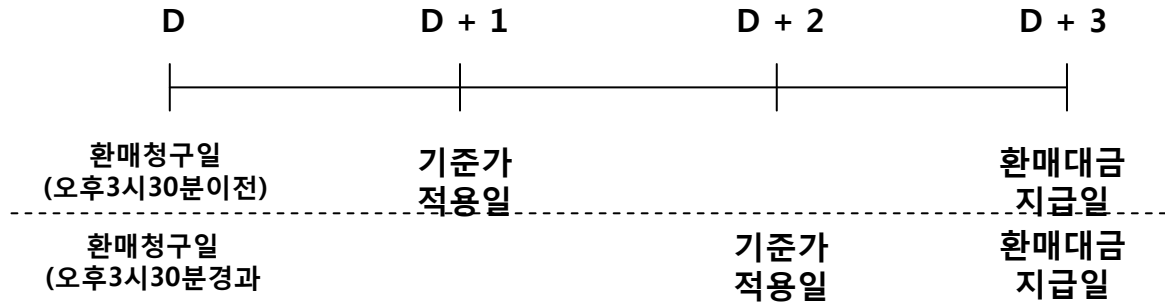 D D + 1 D + 2 D + 3
환매청구일
(오후3시30분이전)
기준가
적용일
환매대금
지급일
환매청구일
(오후3시30분경과
기준가
적용일
환매대금
지급일